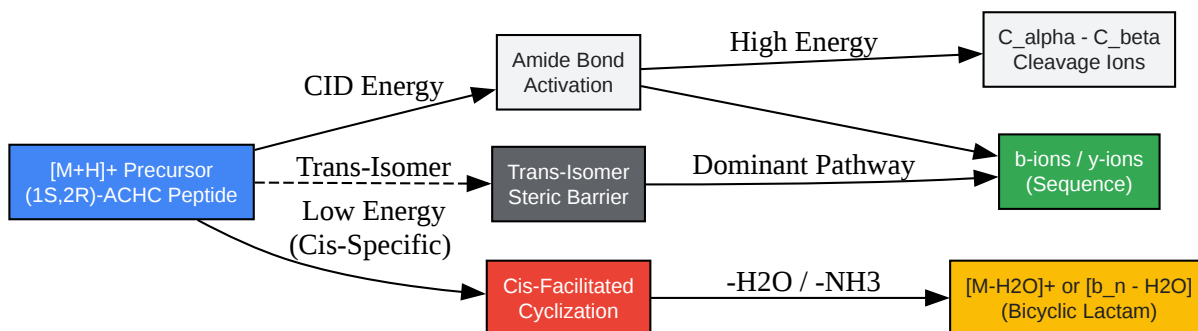 [M+H]+ Precursor
(1S,2R)-ACHC Peptide
CID Energy
Trans-Isomer
Low Energy
(Cis-Specific)
Amide Bond
Activation
Trans-Isomer
Steric Barrier
Cis-Facilitated
Cyclization
High Energy
Dominant Pathway
-H2O / -NH3
C_alpha - C_beta
Cleavage Ions
b-ions / y-ions
(Sequence)
[M-H2O]+ or [b_n - H2O]
(Bicyclic Lactam)